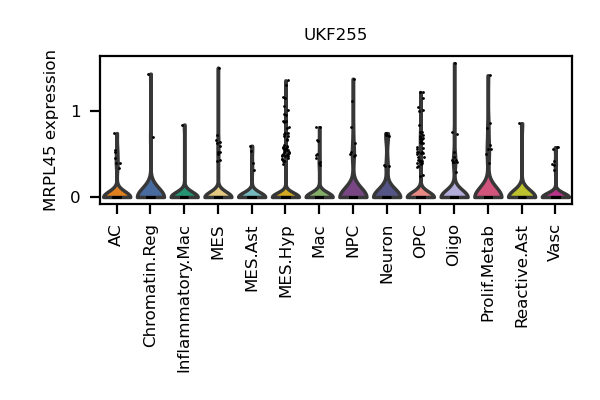 UKF255
MRPL45 expression
1
0
AC
Chromatin.Reg
Inflammatory.Mac
MES
MES.Ast
MES.Hyp
Mac
NPC
Neuron
OPC
Oligo
Prolif.Metab
Reactive.Ast
Vasc